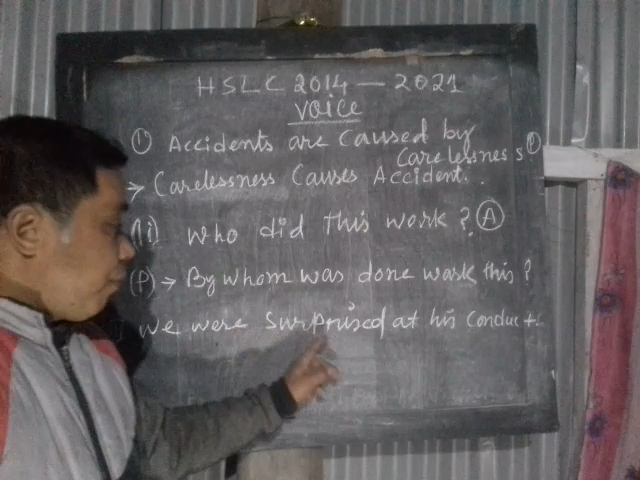 HSLC 2014 — 2021
Voice
(1) Accidents are caused by
carelessness.
→ Carelessness Causes Accident.
(ii) Who did this work? (A)
(P) → By whom was done work this?
We were surprised at his conduct.